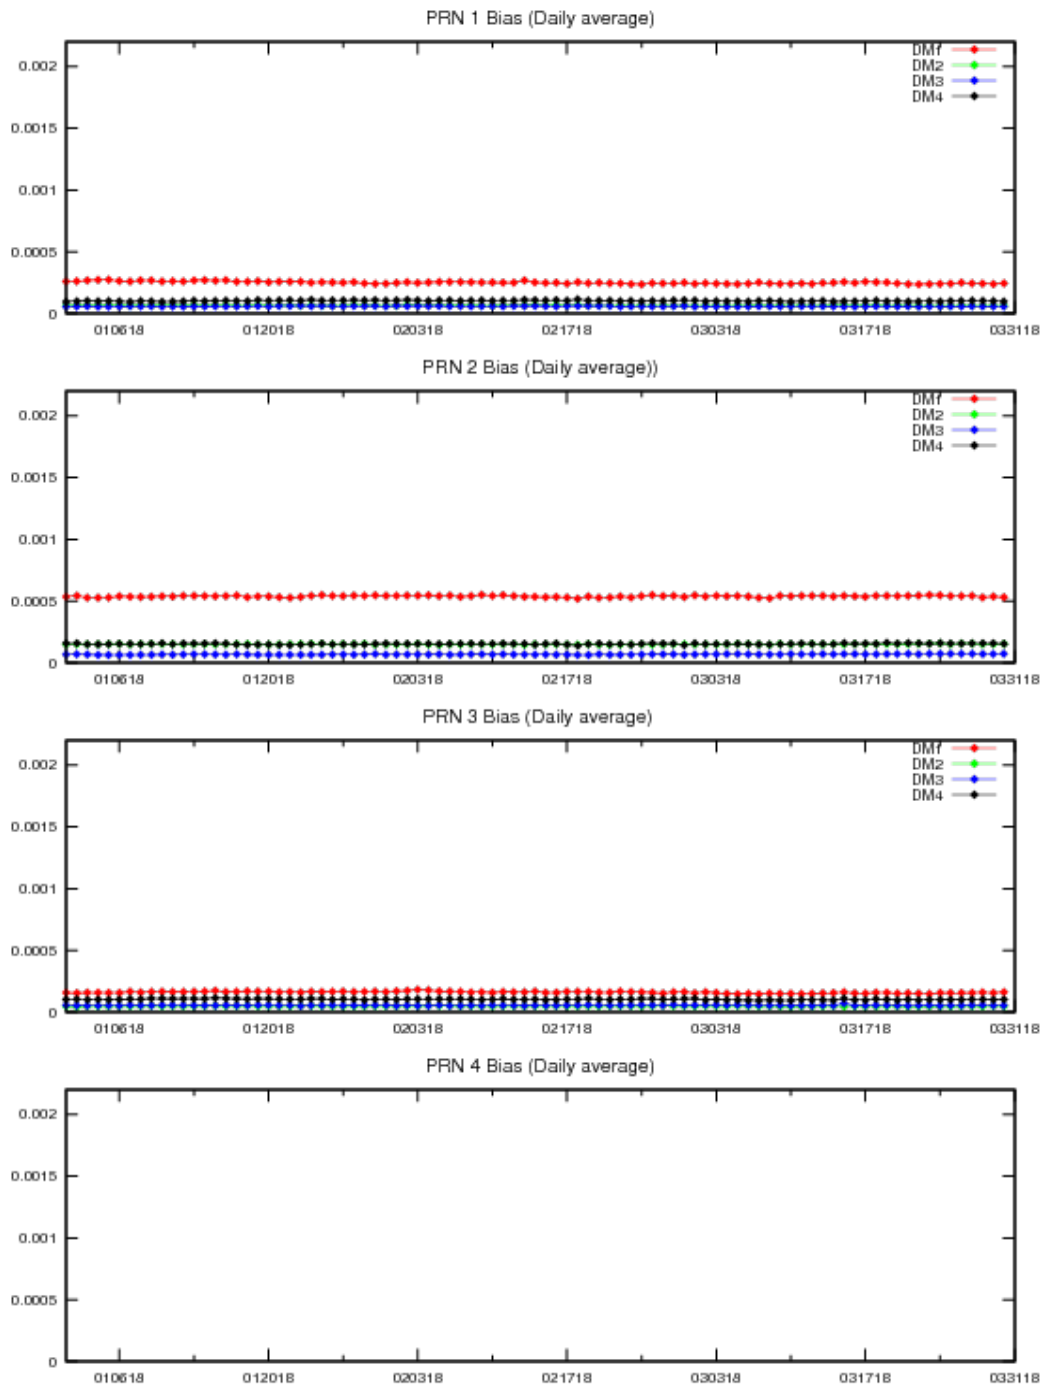 PRN 1 Bias (Daily average)
DM1
DM2
DM3
DM4
0.002
0.0015
0.001
0.0005
0
010618 012018 020318 021718 030318 031718 033118
PRN 2 Bias (Daily average))
DM1
DM2
DM3
DM4
0.002
0.0015
0.001
0.0005
0
010618 012018 020318 021718 030318 031718 033118
PRN 3 Bias (Daily average)
DM1
DM2
DM3
DM4
0.002
0.0015
0.001
0.0005
0
010618 012018 020318 021718 030318 031718 033118
PRN 4 Bias (Daily average)
0.002
0.0015
0.001
0.0005
0
010618 012018 020318 021718 030318 031718 033118